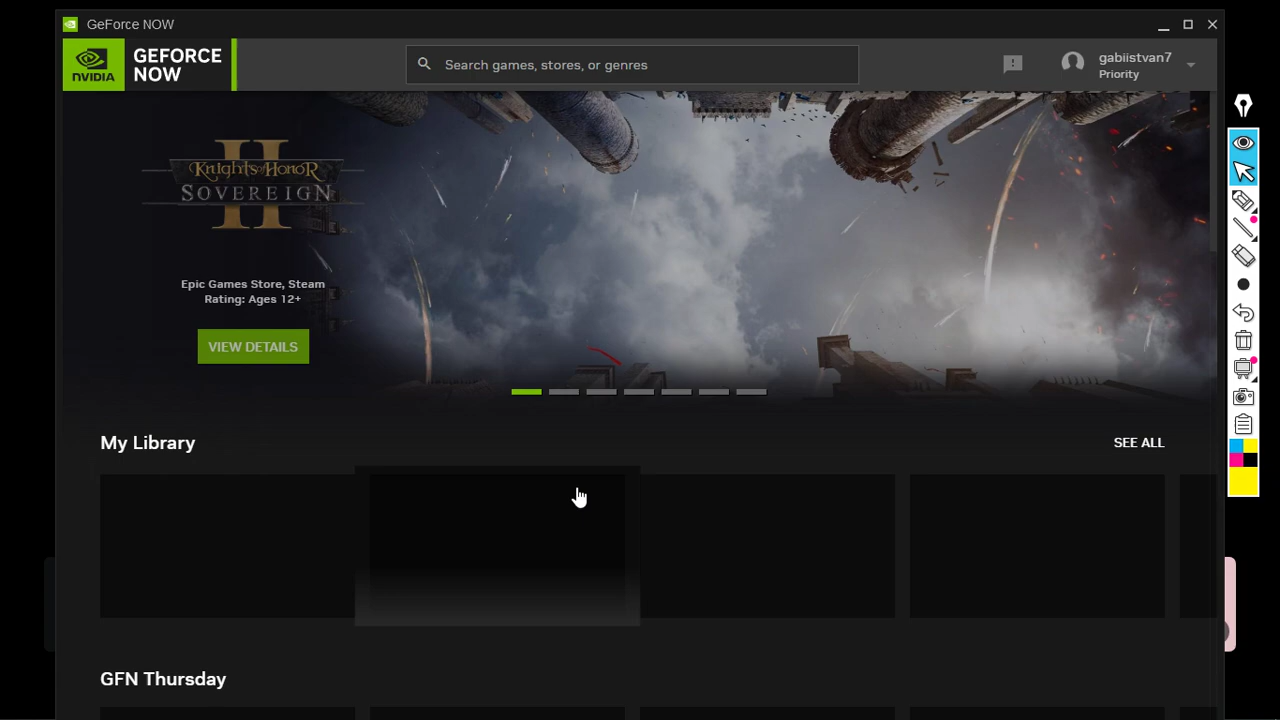 GeForce NOW
NVIDIA
GEFORCE
NOW
Search games, stores, or genres
gabiistvan7
Priority
II
Knights of Honor
SOVEREIGN
Epic Games Store, Steam
Rating: Ages 12+
VIEW DETAILS
My Library
SEE ALL
GFN Thursday